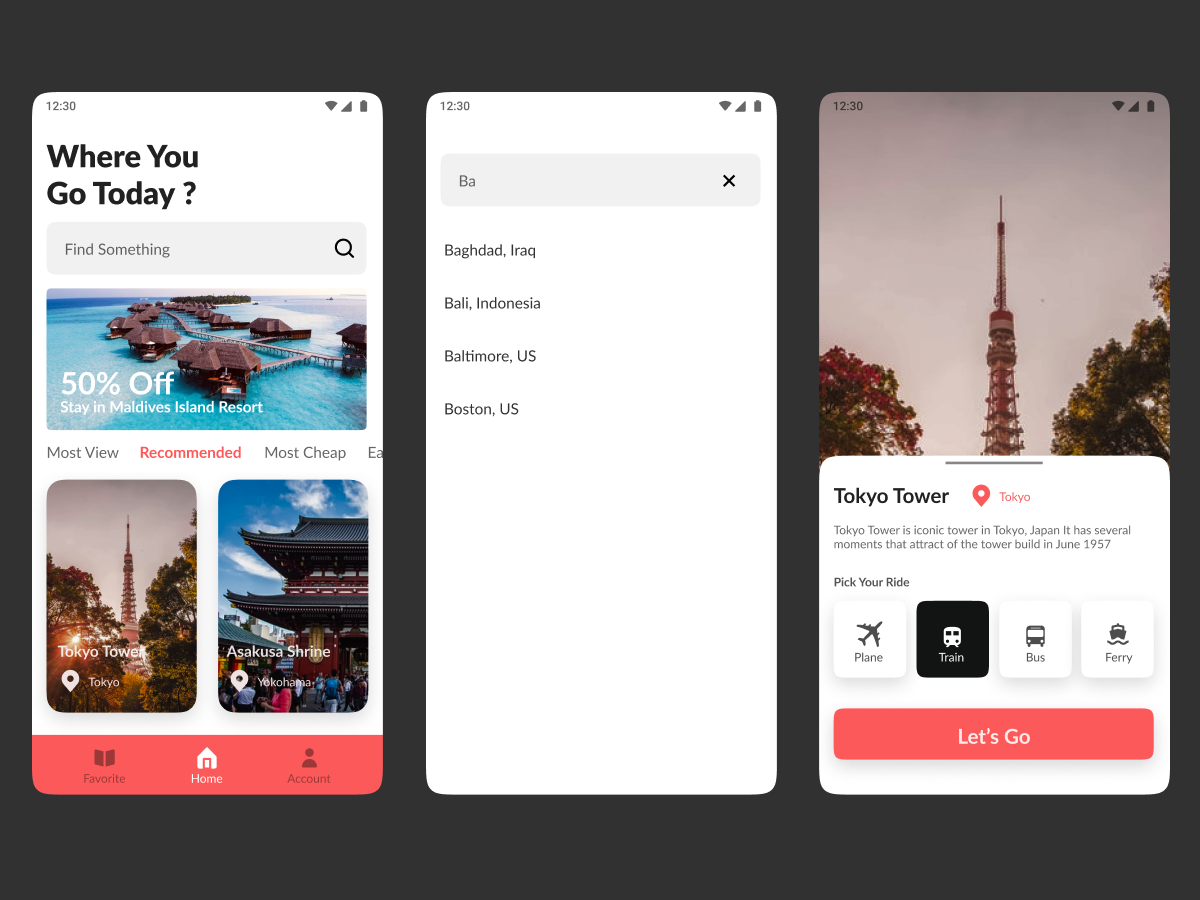 12:30
Where You
Go Today ?
Find Something
50% Off
Stay in Maldives Island Resort
Most View Recommended Most Cheap Ea
Tokyo Tower
Tokyo
Asakusa Shrine
Yokohama
Favorite Home Account
12:30
Ba
Baghdad, Iraq
Bali, Indonesia
Baltimore, US
Boston, US
12:30
Tokyo Tower Tokyo
Tokyo Tower is iconic tower in Tokyo, Japan It has several
moments that attract of the tower build in June 1957
Pick Your Ride
Plane Train Bus Ferry
Let's Go